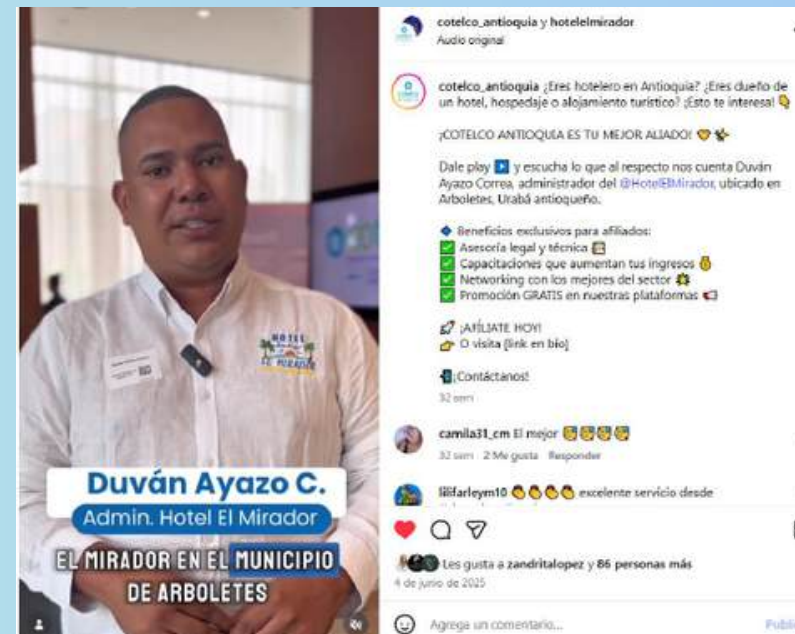 HOTEL
EL MIRADOR
Duván Ayazo C.
Admin. Hotel El Mirador
EL MIRADOR EN EL MUNICIPIO
DE ARBOLETES
cotelco_antioquia y hotelelmirador
Audio original
cotelco_antioquia ¿Eres hotelero en Antioquia? ¿Eres dueño de
un hotel, hospedaje o alojamiento turístico? ¡Esto te interesa! 👇
¡COTELCO ANTIOQUIA ES TU MEJOR ALIADO!
Dale play ▶️ y escucha lo que al respecto nos cuenta Duván
Ayazo Correa, administrador del @HotelElMirador, ubicado en
Arboletes, Urabá antioqueño.
🔹 Beneficios exclusivos para afiliados:
✅ Asesoría legal y técnica
✅ Capacitaciones que aumentan tus ingresos 💰
✅ Networking con los mejores del sector
✅ Promoción GRATIS en nuestras plataformas 📢
🚀 ¡AFÍLIATE HOY!
👉 O visita [link en bio]
📲 ¡Contáctanos!
32 sem
camila31_cm El mejor
32 sem 2 Me gusta Responder
lilifarleym10 👏👏👏👏 excelente servicio desde
Les gusta a zandritalopez y 86 personas más
4 de junio de 2025
Agrega un comentario...